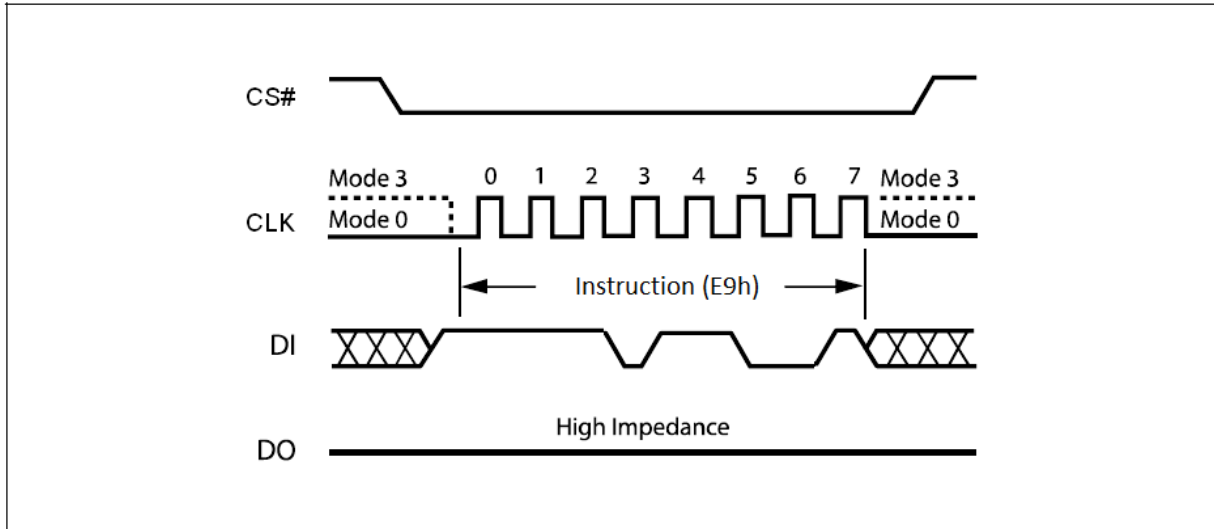 CS#
Mode 3 0 1 2 3 4 5 6 7 Mode 3
CLK Mode 0 Mode 0
Instruction (E9h)
DI
High Impedance
DO